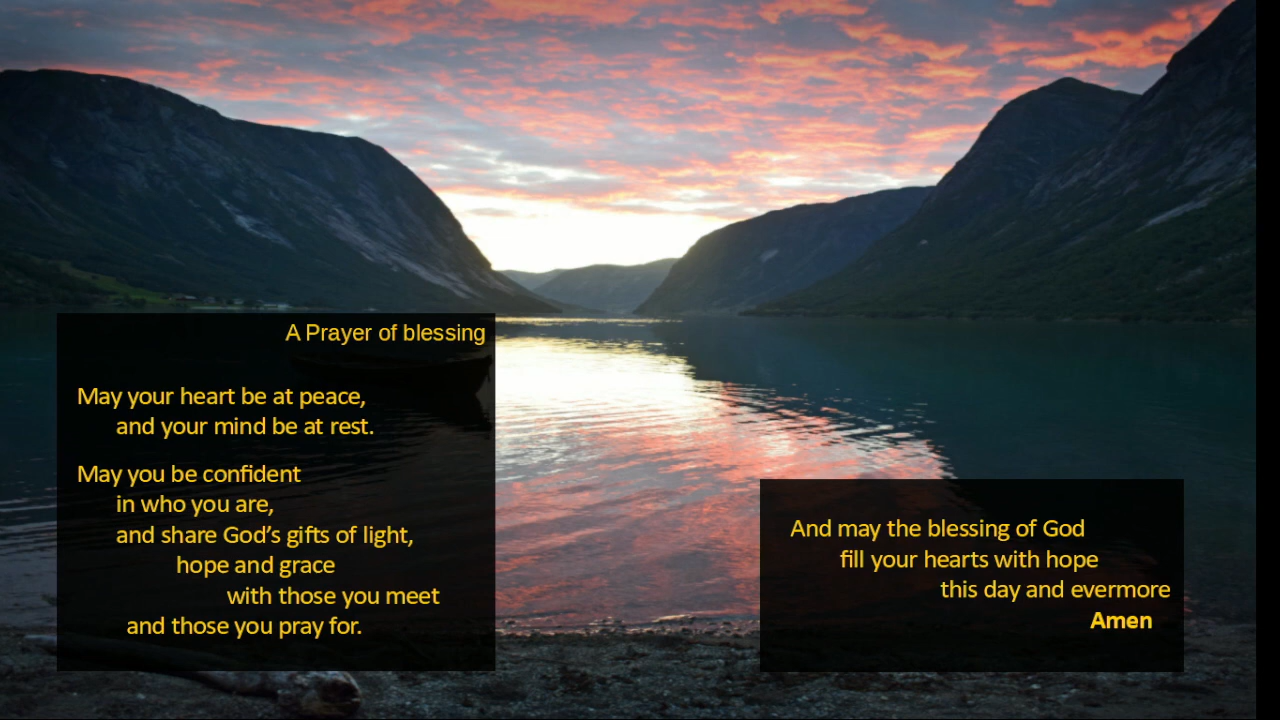 A Prayer of blessing
May your heart be at peace,
and your mind be at rest.
May you be confident
in who you are,
and share God’s gifts of light,
hope and grace
with those you meet
and those you pray for.
And may the blessing of God
fill your hearts with hope
this day and evermore
Amen